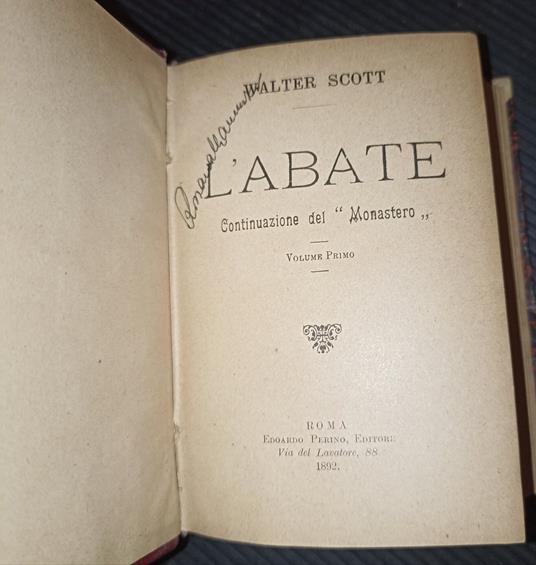 WALTER SCOTT
L'ABATE
Continuazione del “ Monastero „
VOLUME PRIMO
ROMA
EDOARDO PERINO, EDITORE
Via del Lavatore, 88
1892.